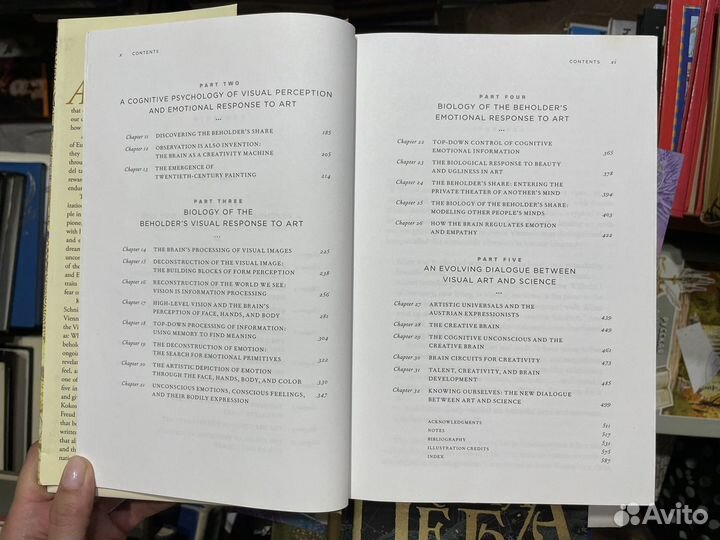 x CONTENTS
PART TWO
A COGNITIVE PSYCHOLOGY OF VISUAL PERCEPTION
AND EMOTIONAL RESPONSE TO ART
...
Chapter 11 DISCOVERING THE BEHOLDER'S SHARE 185
Chapter 12 OBSERVATION IS ALSO INVENTION:
THE BRAIN AS A CREATIVITY MACHINE 205
Chapter 13 THE EMERGENCE OF
TWENTIETH-CENTURY PAINTING 214
PART THREE
BIOLOGY OF THE
BEHOLDER'S VISUAL RESPONSE TO ART
...
Chapter 14 THE BRAIN'S PROCESSING OF VISUAL IMAGES 225
Chapter 15 DECONSTRUCTION OF THE VISUAL IMAGE:
THE BUILDING BLOCKS OF FORM PERCEPTION 238
Chapter 16 RECONSTRUCTION OF THE WORLD WE SEE:
VISION IS INFORMATION PROCESSING 256
Chapter 17 HIGH-LEVEL VISION AND THE BRAIN'S
PERCEPTION OF FACE, HANDS, AND BODY 281
Chapter 18 TOP-DOWN PROCESSING OF INFORMATION:
USING MEMORY TO FIND MEANING 304
Chapter 19 THE DECONSTRUCTION OF EMOTION:
THE SEARCH FOR EMOTIONAL PRIMITIVES 322
Chapter 20 THE ARTISTIC DEPICTION OF EMOTION
THROUGH THE FACE, HANDS, BODY, AND COLOR 330
Chapter 21 UNCONSCIOUS EMOTIONS, CONSCIOUS FEELINGS,
AND THEIR BODILY EXPRESSION 347
CONTENTS xi
PART FOUR
BIOLOGY OF THE BEHOLDER'S
EMOTIONAL RESPONSE TO ART
...
Chapter 22 TOP-DOWN CONTROL OF COGNITIVE
EMOTIONAL INFORMATION 365
Chapter 23 THE BIOLOGICAL RESPONSE TO BEAUTY
AND UGLINESS IN ART 378
Chapter 24 THE BEHOLDER'S SHARE: ENTERING THE
PRIVATE THEATER OF ANOTHER'S MIND 394
Chapter 25 THE BIOLOGY OF THE BEHOLDER'S SHARE:
MODELING OTHER PEOPLE'S MINDS 403
Chapter 26 HOW THE BRAIN REGULATES EMOTION
AND EMPATHY 422
PART FIVE
AN EVOLVING DIALOGUE BETWEEN
VISUAL ART AND SCIENCE
...
Chapter 27 ARTISTIC UNIVERSALS AND THE
AUSTRIAN EXPRESSIONISTS 439
Chapter 28 THE CREATIVE BRAIN 449
Chapter 29 THE COGNITIVE UNCONSCIOUS AND THE
CREATIVE BRAIN 461
Chapter 30 BRAIN CIRCUITS FOR CREATIVITY 473
Chapter 31 TALENT, CREATIVITY, AND BRAIN
DEVELOPMENT 485
Chapter 32 KNOWING OURSELVES: THE NEW DIALOGUE
BETWEEN ART AND SCIENCE 499
ACKNOWLEDGMENTS 511
NOTES 517
BIBLIOGRAPHY 531
ILLUSTRATION CREDITS 575
INDEX 587
Avito